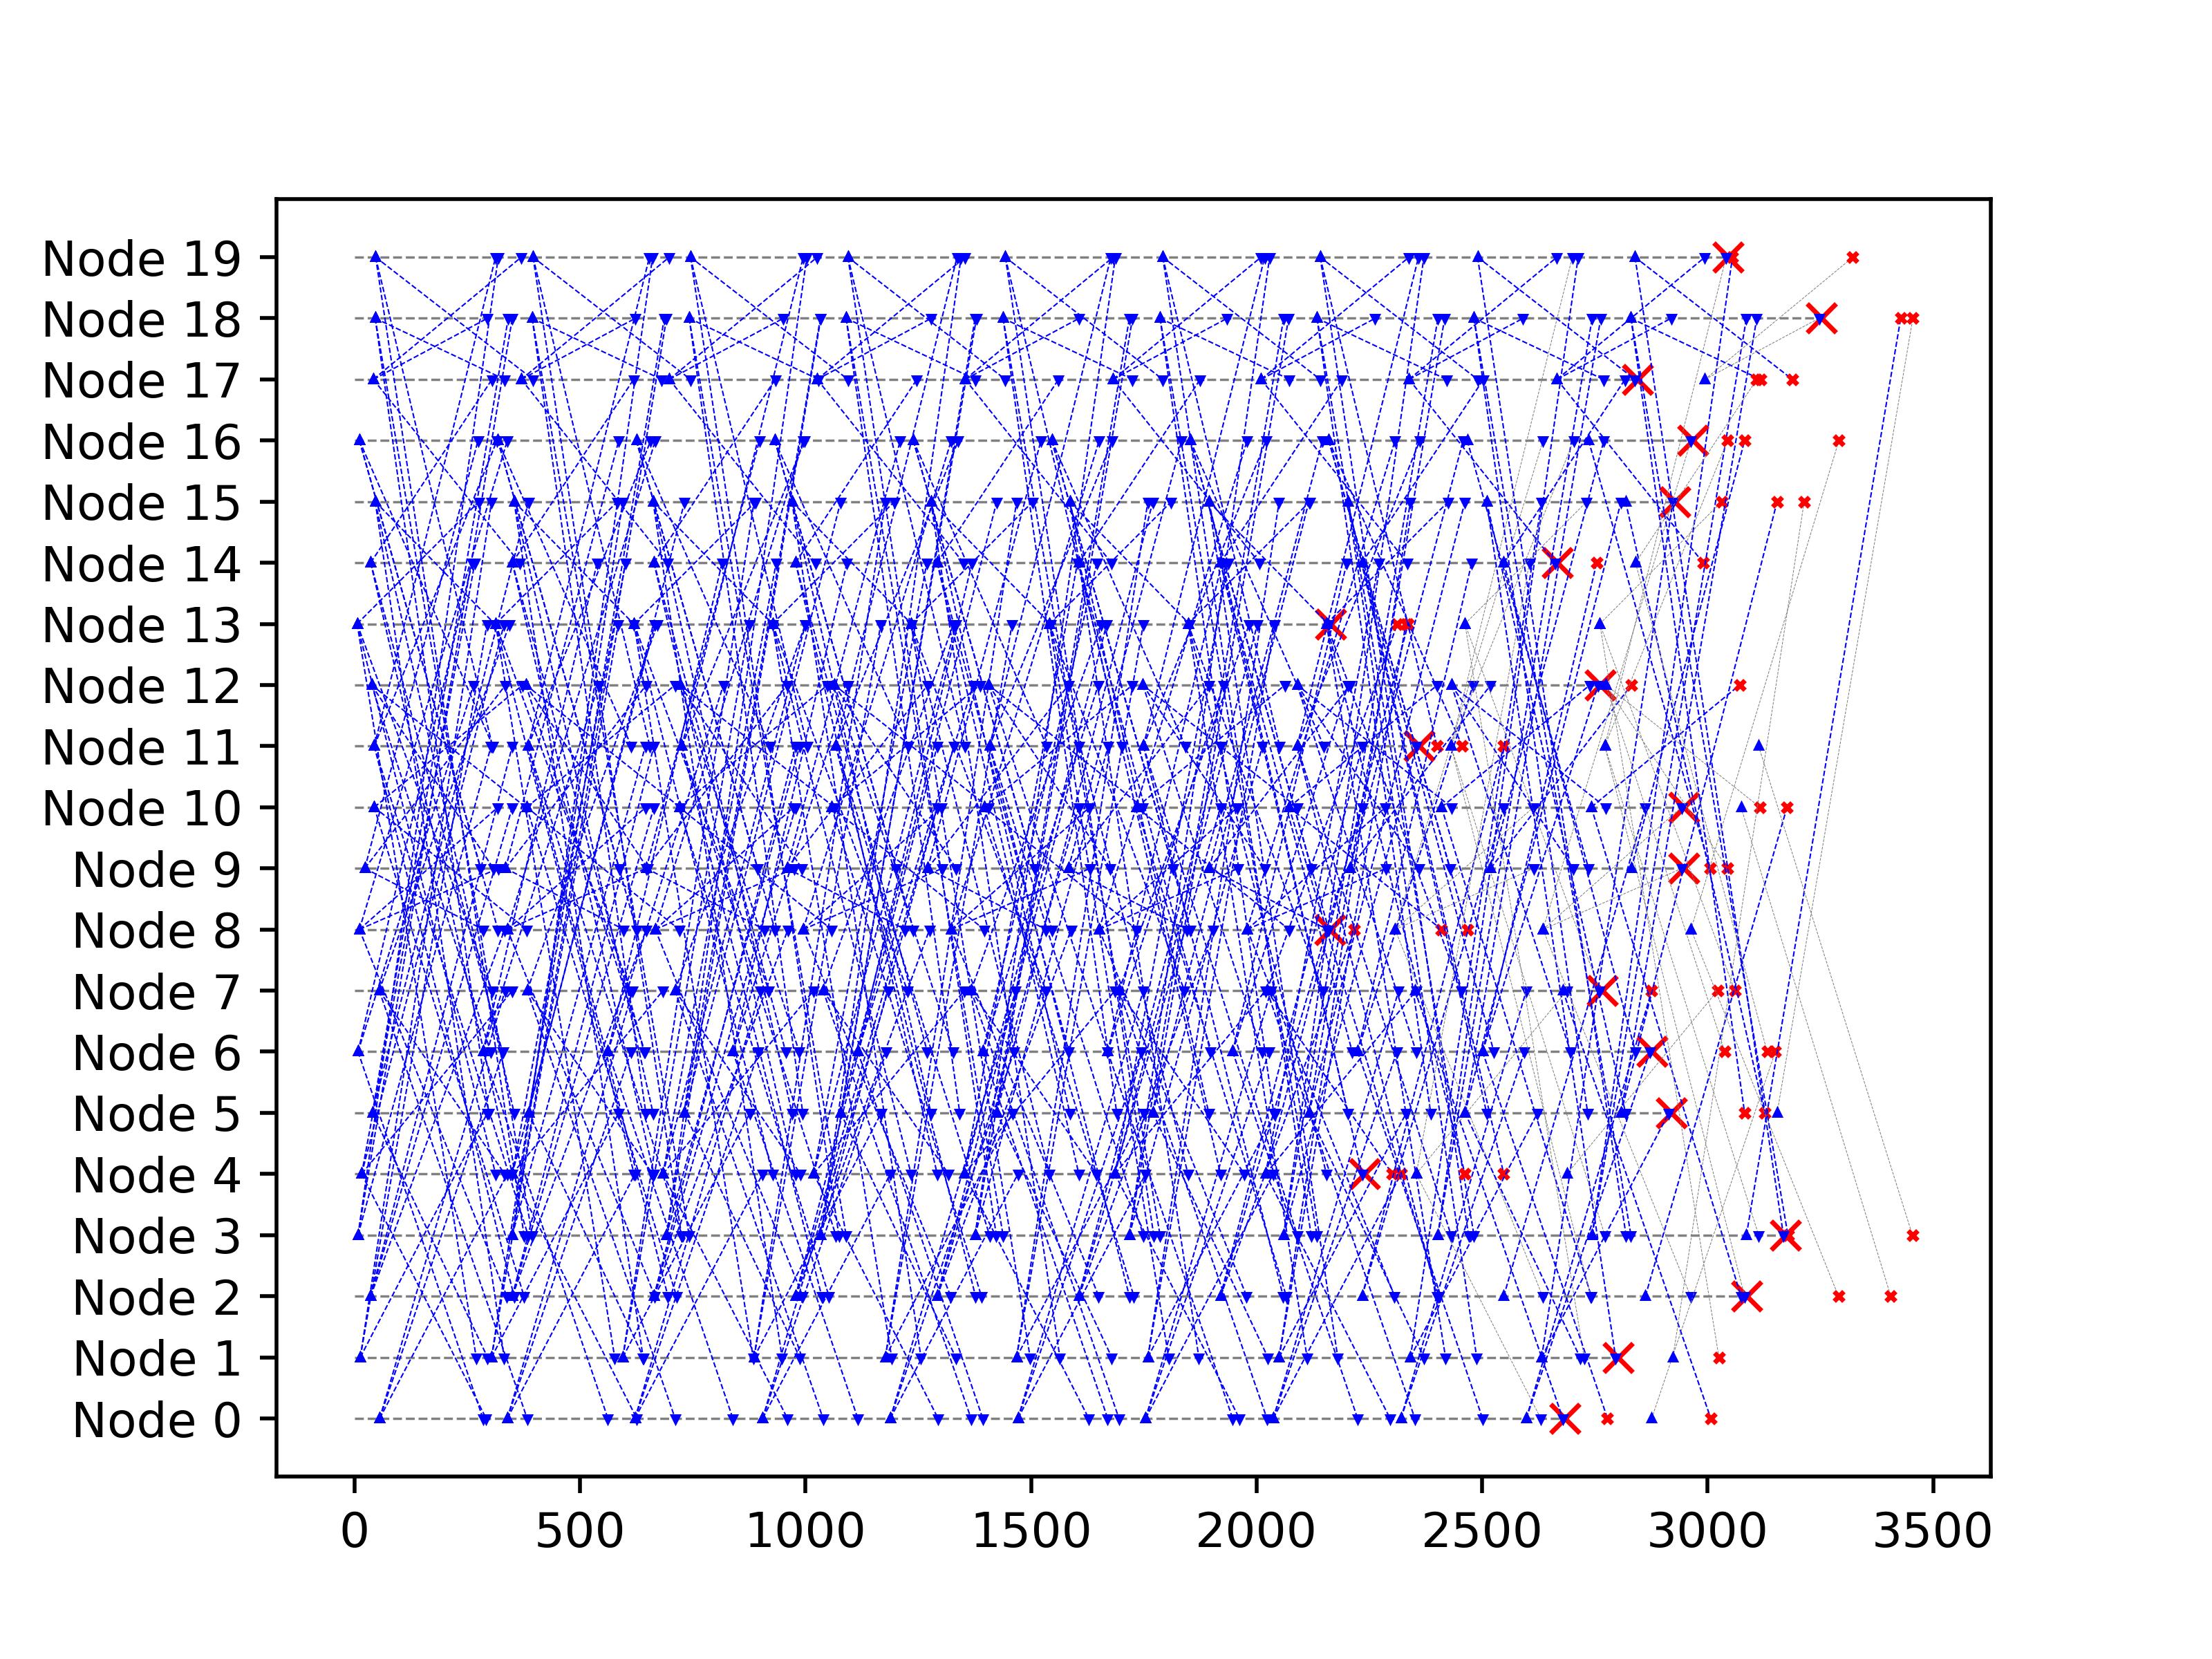 Node 19
Node 18
Node 17
Node 16
Node 15
Node 14
Node 13
Node 12
Node 11
Node 10
Node 9
Node 8
Node 7
Node 6
Node 5
Node 4
Node 3
Node 2
Node 1
Node 0
0 500 1000 1500 2000 2500 3000 3500